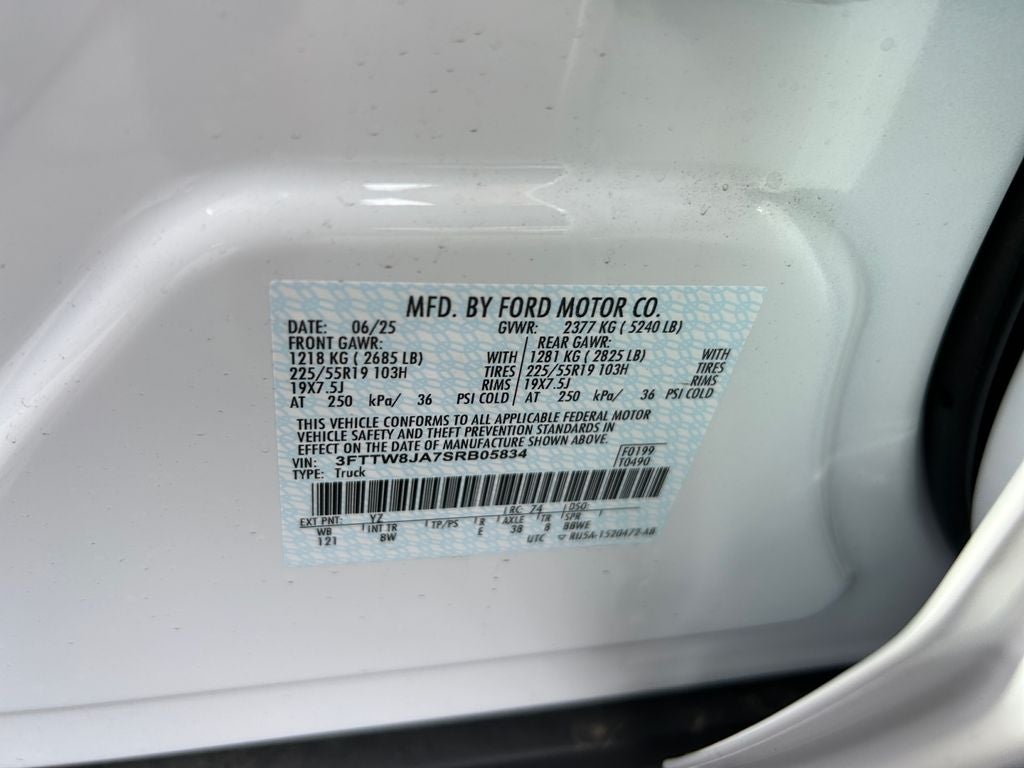 MFD. BY FORD MOTOR CO.
DATE: 06/25 GVWR: 2377 KG ( 5240 LB)
FRONT GAWR: REAR GAWR:
1218 KG ( 2685 LB) WITH 1281 KG ( 2825 LB) WITH
225/55R19 103H TIRES 225/55R19 103H TIRES
19X7.5J RIMS 19X7.5J RIMS
AT 250 kPa/ 36 PSI COLD AT 250 kPa/ 36 PSI COLD
THIS VEHICLE CONFORMS TO ALL APPLICABLE FEDERAL MOTOR
VEHICLE SAFETY AND THEFT PREVENTION STANDARDS IN
EFFECT ON THE DATE OF MANUFACTURE SHOWN ABOVE.
VIN: 3FTTW8JA7SRB05834 F0199
TYPE: Truck T0490
EXT PNT: YZ RC: 74 DSO:
WB INT TR TP/PS R AXLE TR SPR
121 8W E 38 8 BBWE
UTC RU5A-1520472-AB